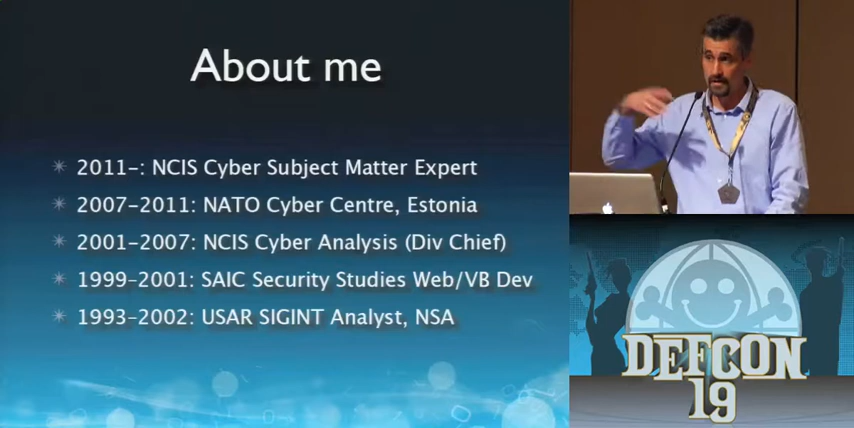 About me
2011-: NCIS Cyber Subject Matter Expert
2007-2011: NATO Cyber Centre, Estonia
2001-2007: NCIS Cyber Analysis (Div Chief)
1999-2001: SAIC Security Studies Web/VB Dev
1993-2002: USAR SIGINT Analyst, NSA
DEFCON
19